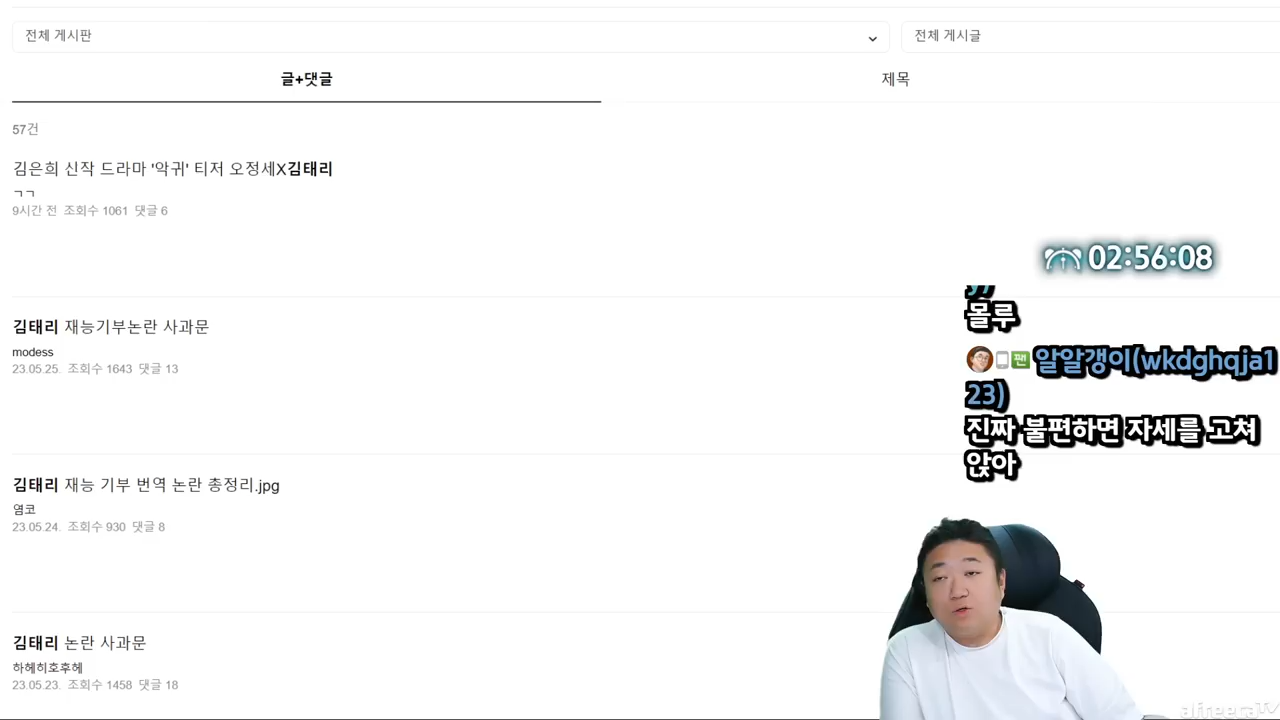 전체 게시판
전체 게시글
글+댓글
제목
57건
김은희 신작 드라마 '악귀' 티저 오정세X김태리
ㄱㄱ
9시간 전 조회수 1061 댓글 6
김태리 재능기부논란 사과문
modess
23.05.25. 조회수 1643 댓글 13
김태리 재능 기부 번역 논란 총정리.jpg
염코
23.05.24. 조회수 930 댓글 8
김태리 논란 사과문
하헤히호후헤
23.05.23. 조회수 1458 댓글 18
02:56:08
몰루
팬 알알갱이(wkdghqja1
23)
진짜 불편하면 자세를 고쳐
앉아
afreecaTV